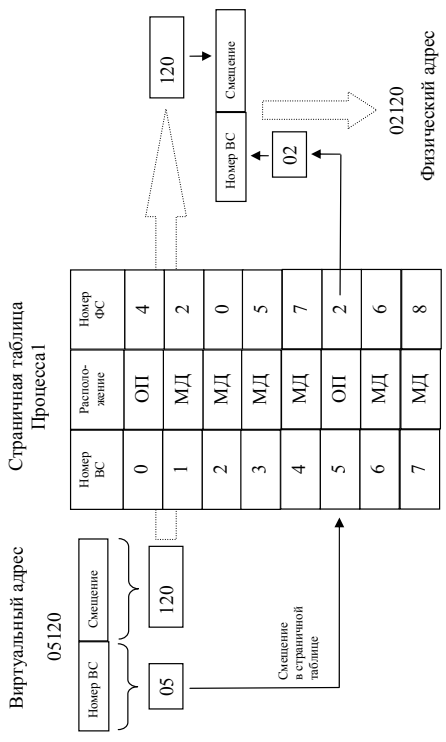 Виртуальный адрес
05120
Номер ВС
Смещение
05
120
Смещение
в страничной
таблице
Страничная таблица
Процесса1
Номер
ВС
Располо-
жение
Номер
ФС
0
ОП
4
1
МД
2
2
МД
0
3
МД
5
4
МД
7
5
ОП
2
6
МД
6
7
МД
8
120
Номер ВС
Смещение
02
02120
Физический адрес